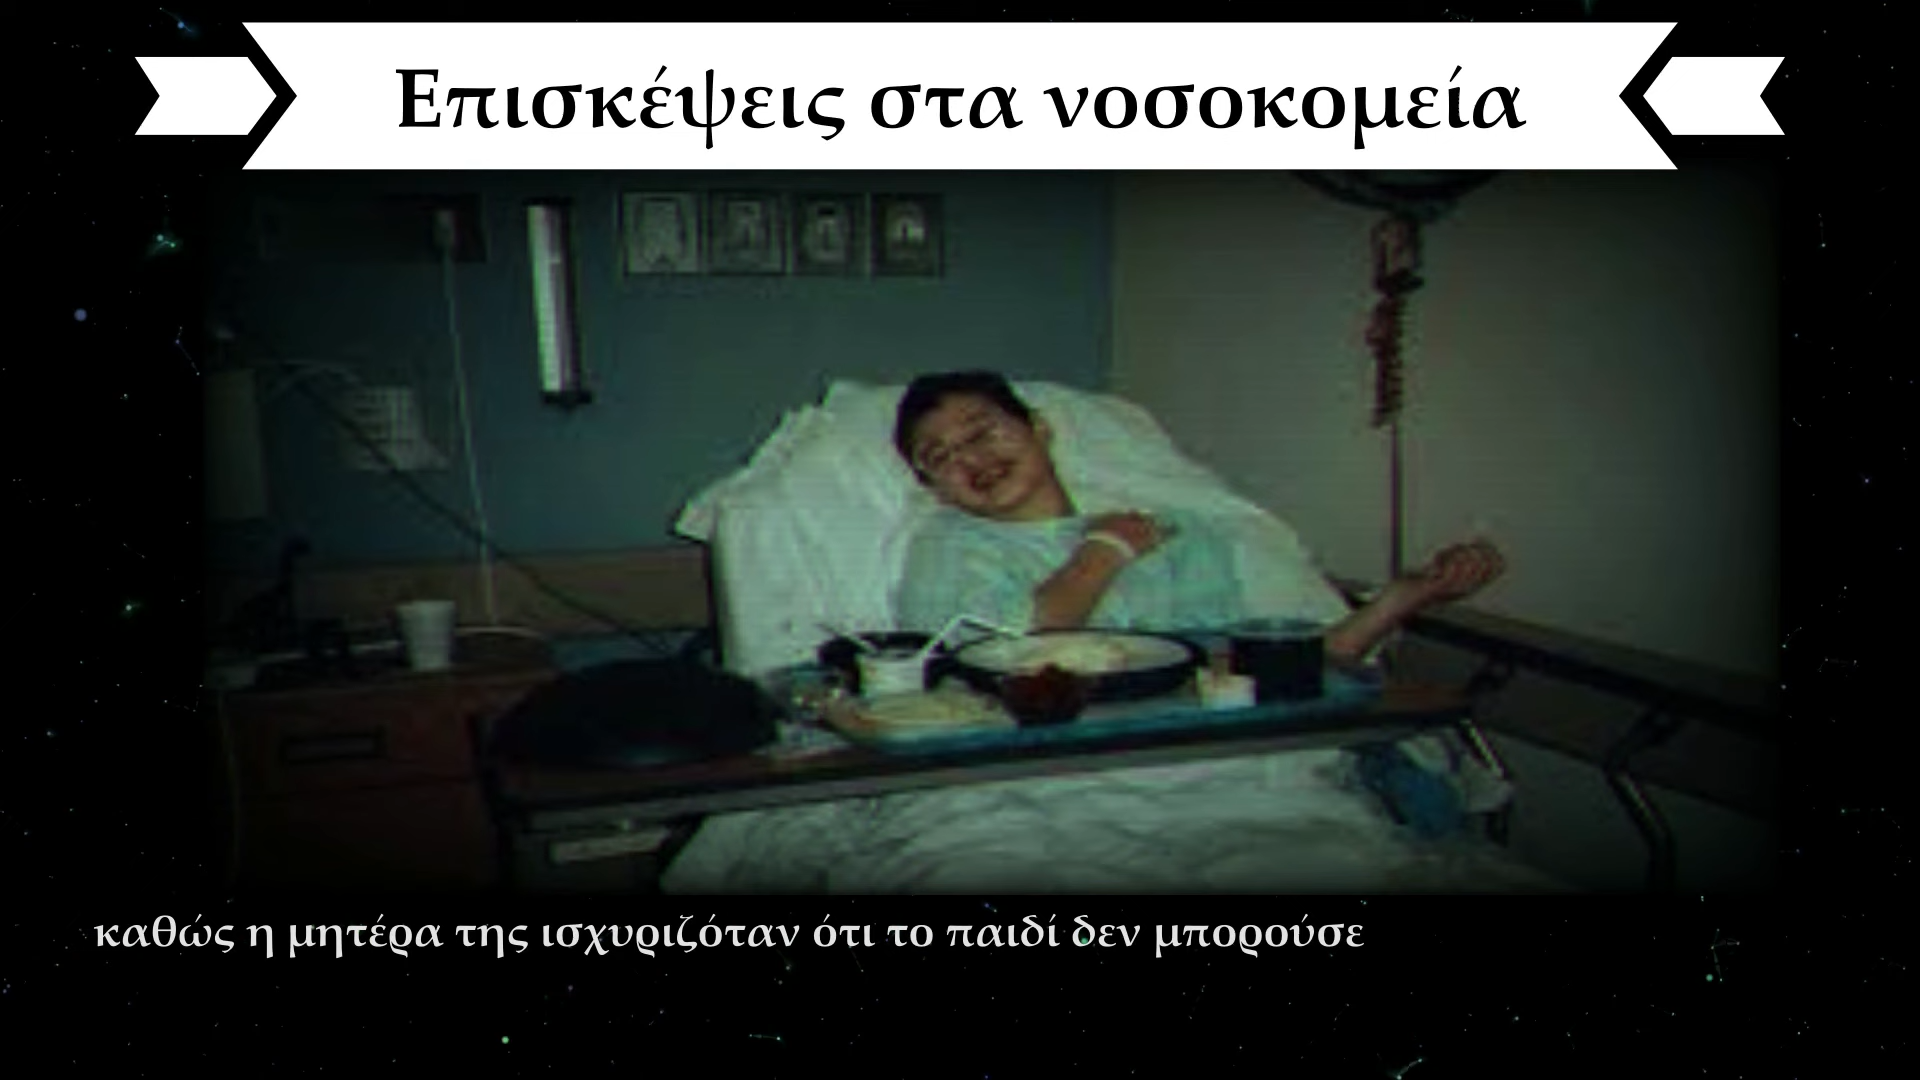 Επισκέψεις στα νοσοκομεία
καθώς η μητέρα της ισχυριζόταν ότι το παιδί δεν μπορούσε